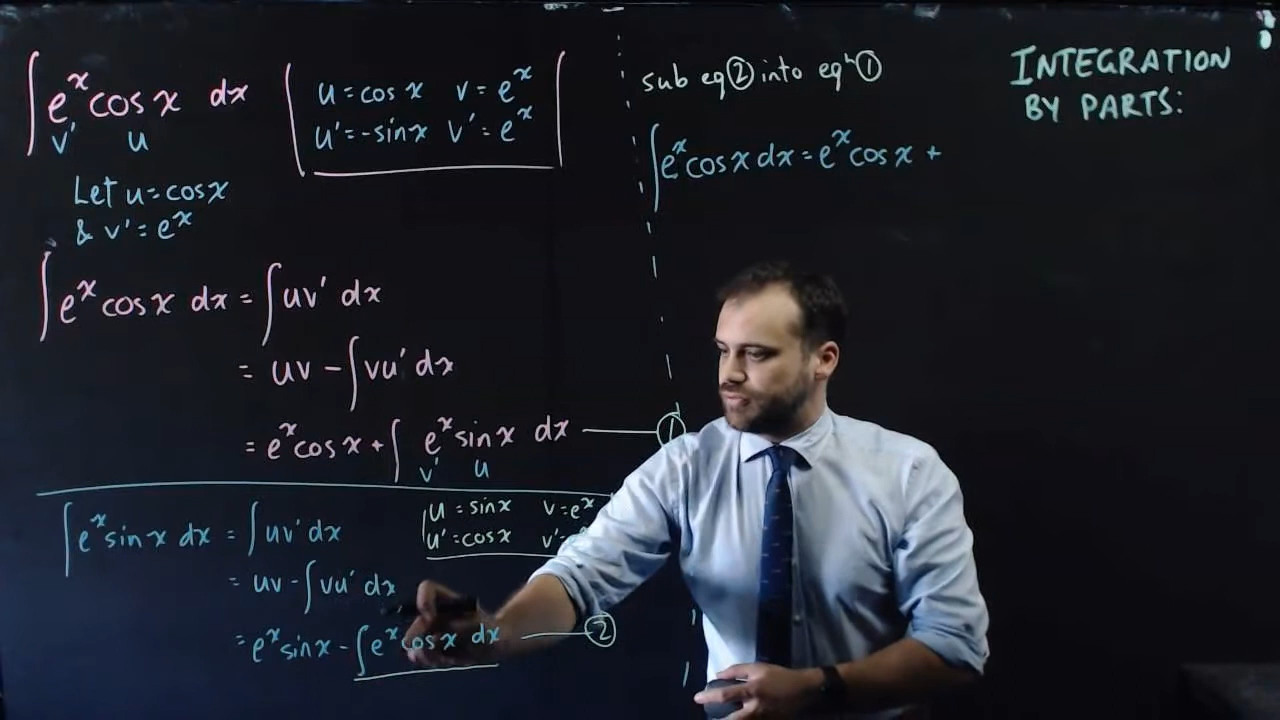 ∫e^x cos x dx
v' u
u = cos x v = e^x
u' = -sin x v' = e^x
Let u = cos x
& v' = e^x
∫e^x cos x dx = ∫uv' dx
= uv - ∫vu' dx
= e^x cos x + ∫ e^x sin x dx —— ①
v' u
∫e^x sin x dx = ∫uv' dx
u = sin x v = e^x
u' = cos x v' =
= uv - ∫vu' dx
= e^x sin x - ∫e^x cos x dx —— ②
sub eq ② into eq^n ①
∫e^x cos x dx = e^x cos x +
INTEGRATION
BY PARTS: